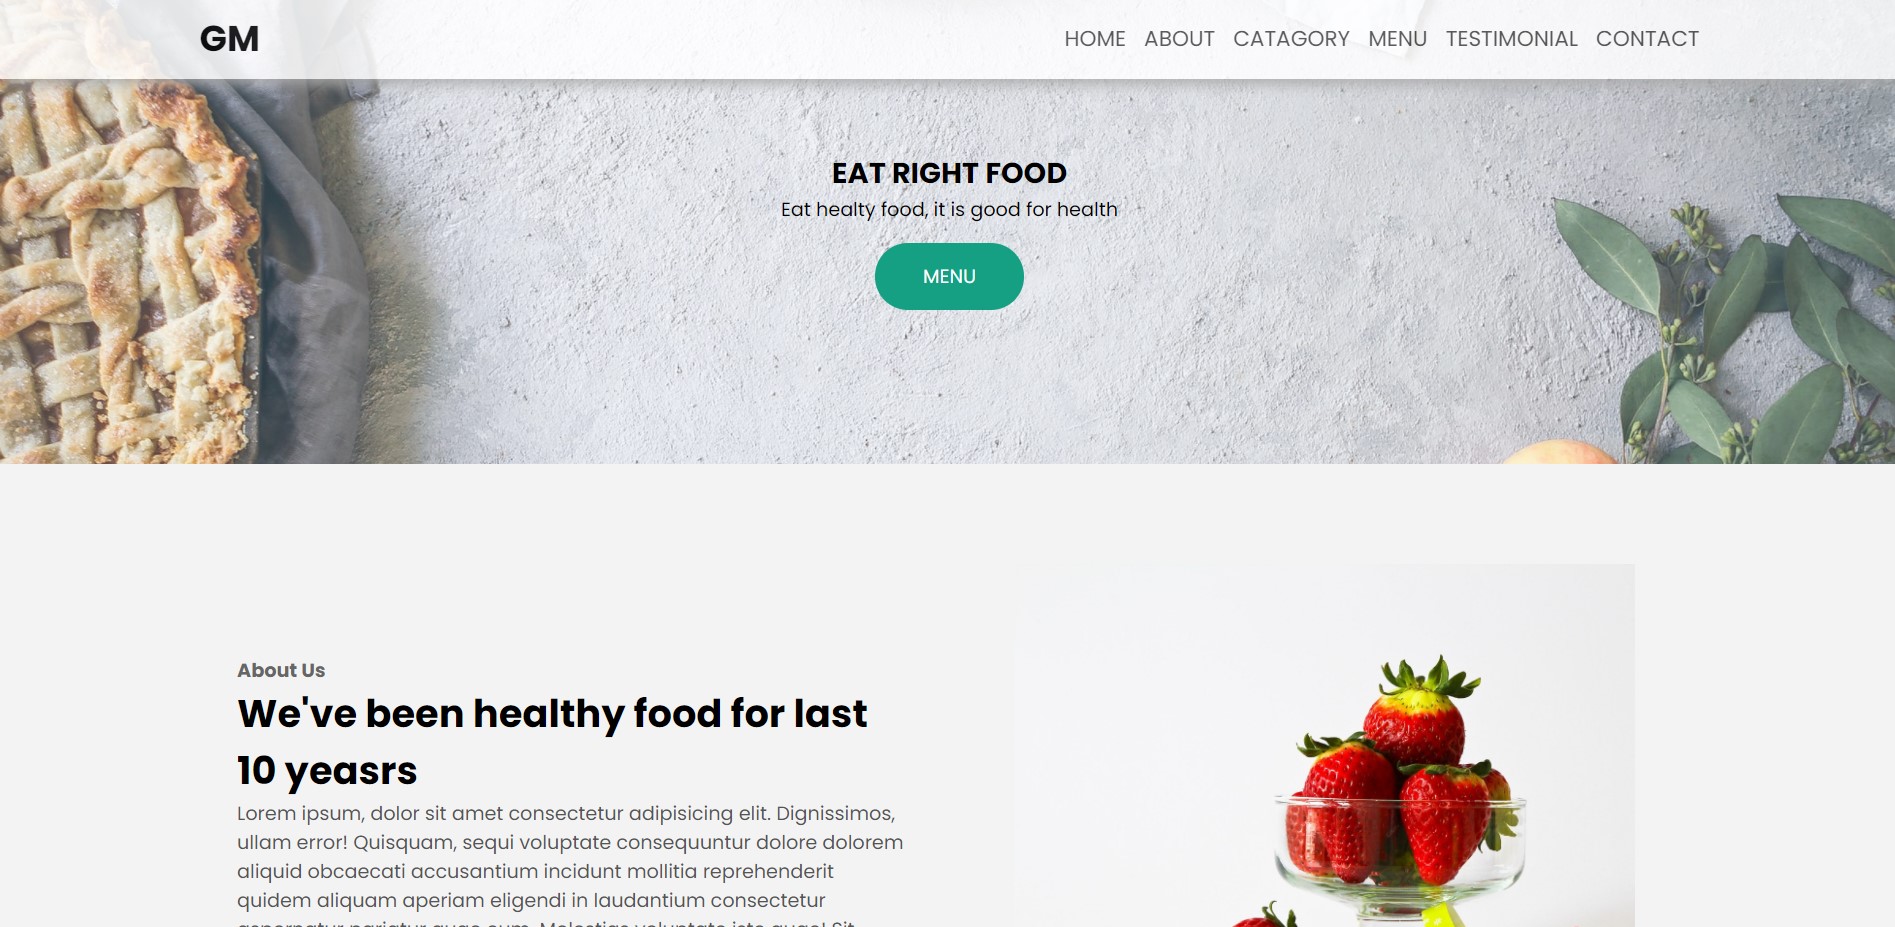 GM
HOME ABOUT CATAGORY MENU TESTIMONIAL CONTACT
EAT RIGHT FOOD
Eat healty food, it is good for health
MENU
About Us
We've been healthy food for last
10 yeasrs
Lorem ipsum, dolor sit amet consectetur adipisicing elit. Dignissimos,
ullam error! Quisquam, sequi voluptate consequuntur dolore dolorem
aliquid obcaecati accusantium incidunt mollitia reprehenderit
quidem aliquam aperiam eligendi in laudantium consectetur